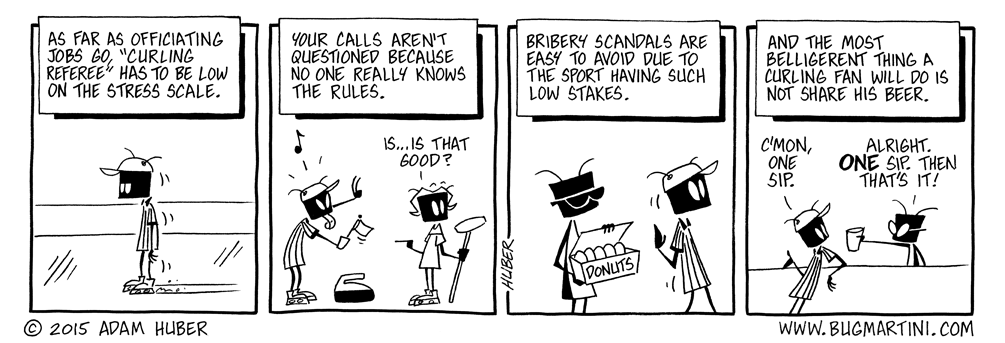 AS FAR AS OFFICIATING
JOBS GO, "CURLING
REFEREE" HAS TO BE LOW
ON THE STRESS SCALE.
YOUR CALLS AREN'T
QUESTIONED BECAUSE
NO ONE REALLY KNOWS
THE RULES.
IS...IS THAT
GOOD?
BRIBERY SCANDALS ARE
EASY TO AVOID DUE TO
THE SPORT HAVING SUCH
LOW STAKES.
DONUTS
HUBER
AND THE MOST
BELLIGERENT THING A
CURLING FAN WILL DO IS
NOT SHARE HIS BEER.
C'MON,
ONE
SIP.
ALRIGHT.
ONE SIP. THEN
THAT'S IT!
© 2015 ADAM HUBER
WWW.BUGMARTINI.COM